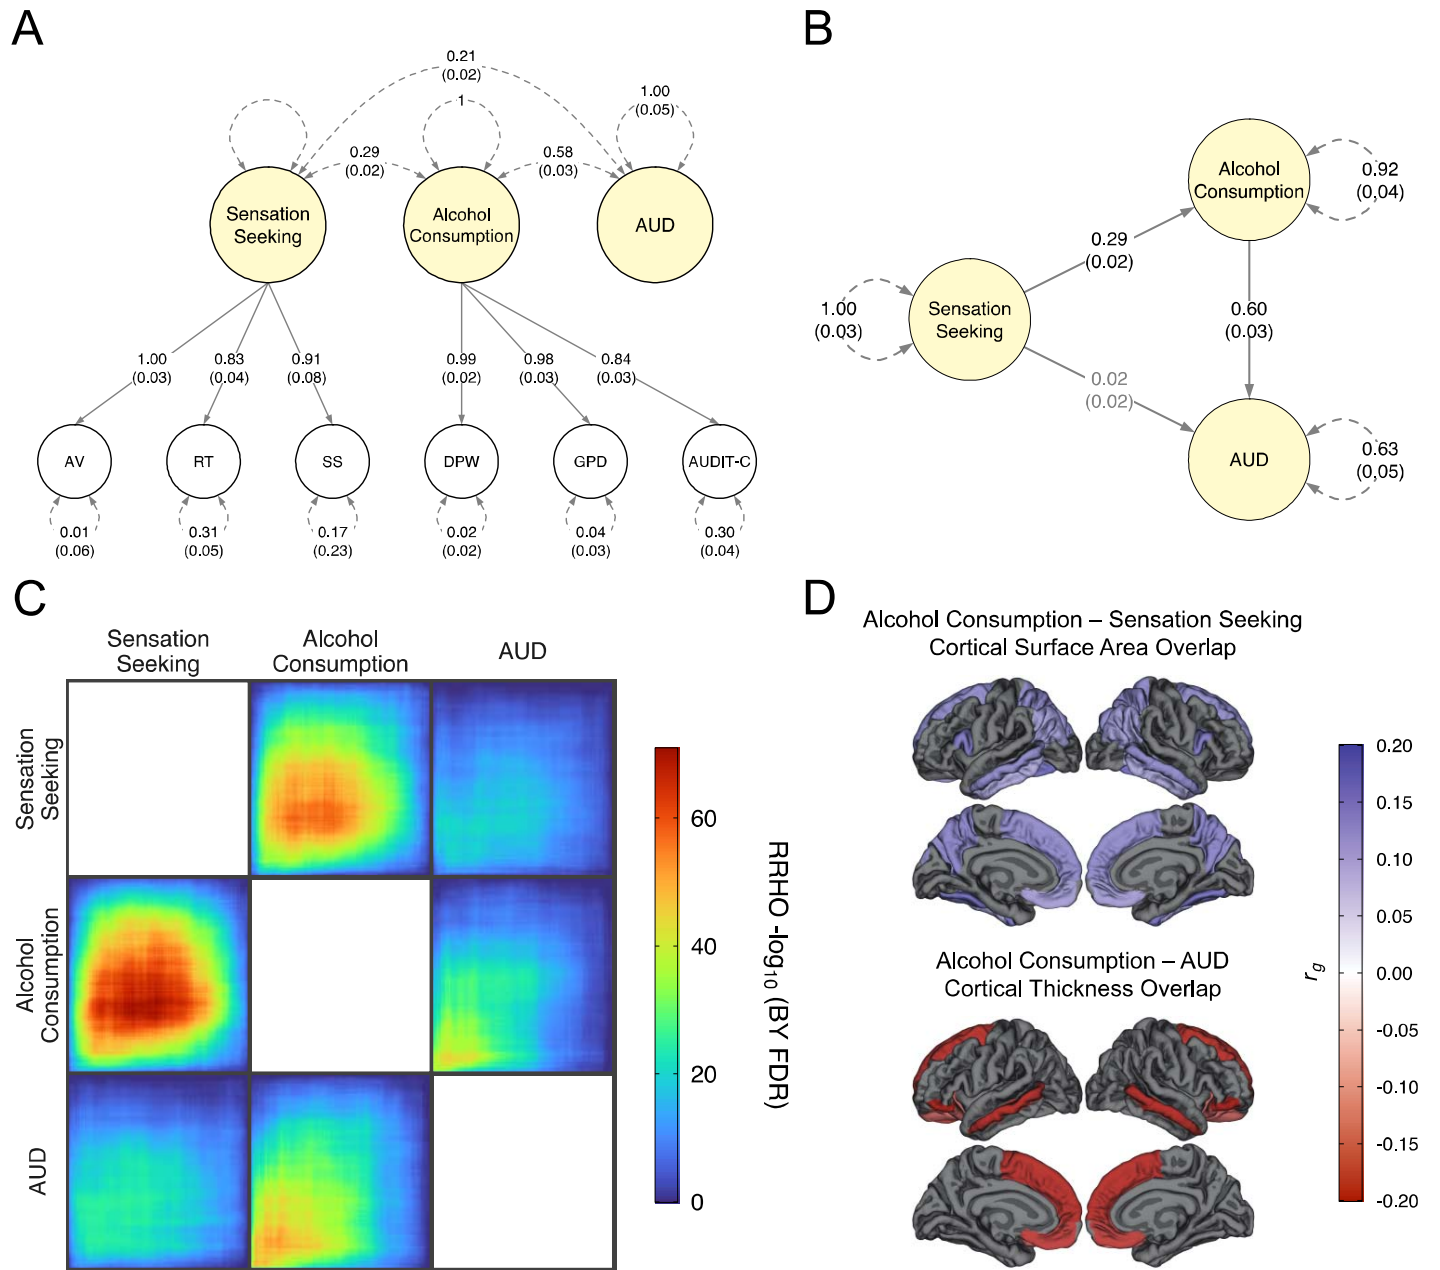 A
0.21
(0.02)
1.00
(0.05)
1
0.29
(0.02)
0.58
(0.03)
Sensation
Seeking
Alcohol
Consumption
AUD
1.00
(0.03)
0.83
(0.04)
0.91
(0.08)
0.99
(0.02)
0.98
(0.03)
0.84
(0.03)
AV
RT
SS
DPW
GPD
AUDIT-C
0.01
(0.06)
0.31
(0.05)
0.17
(0.23)
0.02
(0.02)
0.04
(0.03)
0.30
(0.04)
B
Alcohol
Consumption
0.92
(0,04)
0.29
(0.02)
Sensation
Seeking
1.00
(0.03)
0.60
(0.03)
0.02
(0.02)
AUD
0.63
(0,05)
C
Sensation
Seeking
Alcohol
Consumption
AUD
Sensation
Seeking
Alcohol
Consumption
AUD
60
40
20
0
RRHO -log10 (BY FDR)
D
Alcohol Consumption – Sensation Seeking
Cortical Surface Area Overlap
Alcohol Consumption – AUD
Cortical Thickness Overlap
0.20
0.15
0.10
0.05
0.00
-0.05
-0.10
-0.15
-0.20
rg